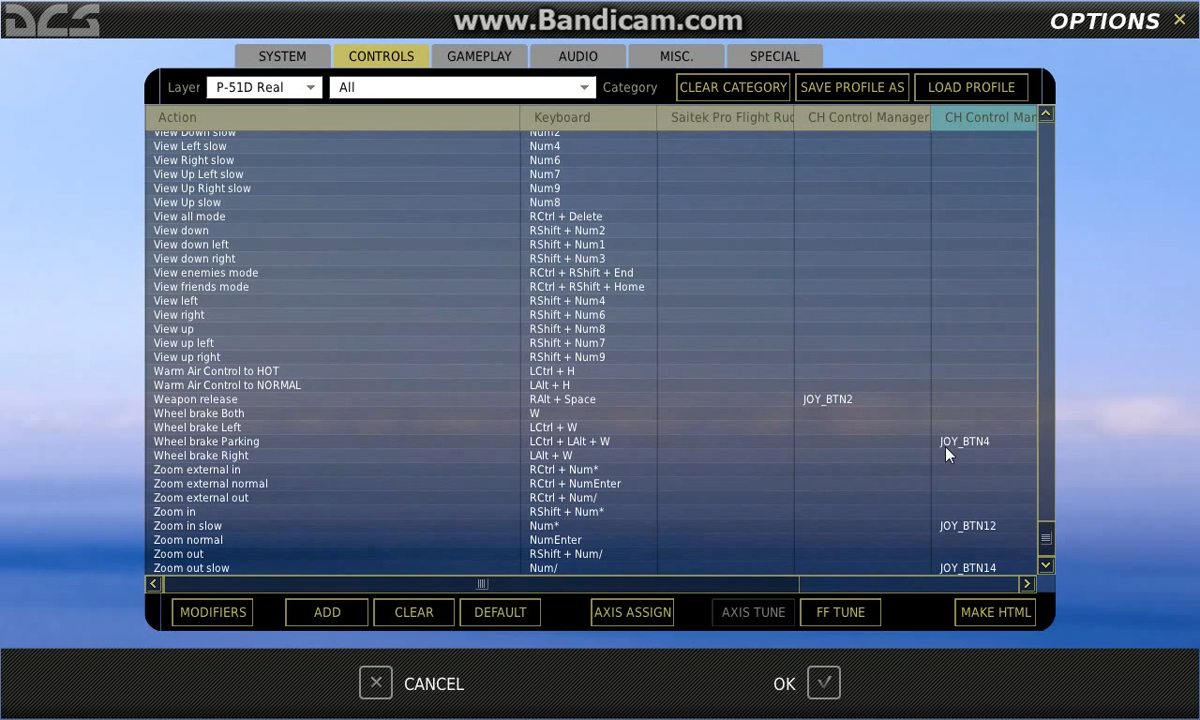 DCS www.Bandicam.com OPTIONS ×
SYSTEM CONTROLS GAMEPLAY AUDIO MISC. SPECIAL
Layer P-51D Real All Category CLEAR CATEGORY SAVE PROFILE AS LOAD PROFILE
Action Keyboard Saitek Pro Flight Rud CH Control Manager CH Control Mar
View Down slow Num2
View Left slow Num4
View Right slow Num6
View Up Left slow Num7
View Up Right slow Num9
View Up slow Num8
View all mode RCtrl + Delete
View down RShift + Num2
View down left RShift + Num1
View down right RShift + Num3
View enemies mode RCtrl + RShift + End
View friends mode RCtrl + RShift + Home
View left RShift + Num4
View right RShift + Num6
View up RShift + Num8
View up left RShift + Num7
View up right RShift + Num9
Warm Air Control to HOT LCtrl + H
Warm Air Control to NORMAL LAlt + H
Weapon release RAlt + Space JOY_BTN2
Wheel brake Both W
Wheel brake Left LCtrl + W
Wheel brake Parking LCtrl + LAlt + W JOY_BTN4
Wheel brake Right LAlt + W
Zoom external in RCtrl + Num*
Zoom external normal RCtrl + NumEnter
Zoom external out RCtrl + Num/
Zoom in RShift + Num*
Zoom in slow Num* JOY_BTN12
Zoom normal NumEnter
Zoom out RShift + Num/
Zoom out slow Num/ JOY_BTN14
MODIFIERS ADD CLEAR DEFAULT AXIS ASSIGN AXIS TUNE FF TUNE MAKE HTML
CANCEL OK